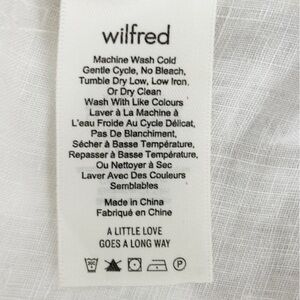 wilfred
Machine Wash Cold
Gentle Cycle, No Bleach,
Tumble Dry Low, Low Iron,
Or Dry Clean
Wash With Like Colours
Laver À La Machine à
L'eau Froide Au Cycle Délicat,
Pas De Blanchiment,
Sécher à Basse Température,
Repasser à Basse Température,
Ou Nettoyer à Sec
Laver Avec Des Couleurs
Semblables
Made in China
Fabriqué en Chine
A LITTLE LOVE
GOES A LONG WAY
30C P